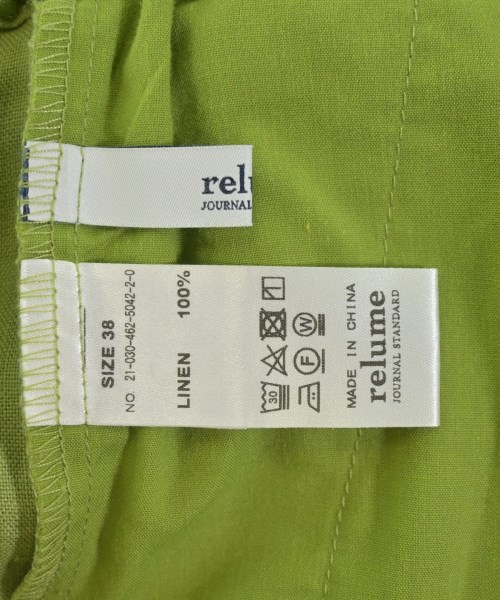 relu
JOURNAL
SIZE 38
NO. 21-030-462-5042-2-0
LINEN 100%
30
F W
MADE IN CHINA
relume
JOURNAL STANDARD